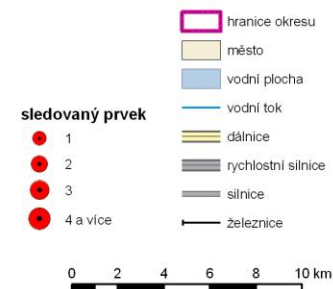 hranice okresu
město
vodní plocha
vodní tok
dálnice
rychlostní silnice
silnice
železnice
sledovaný prvek
1
2
3
4 a více
0 2 4 6 8 10 km